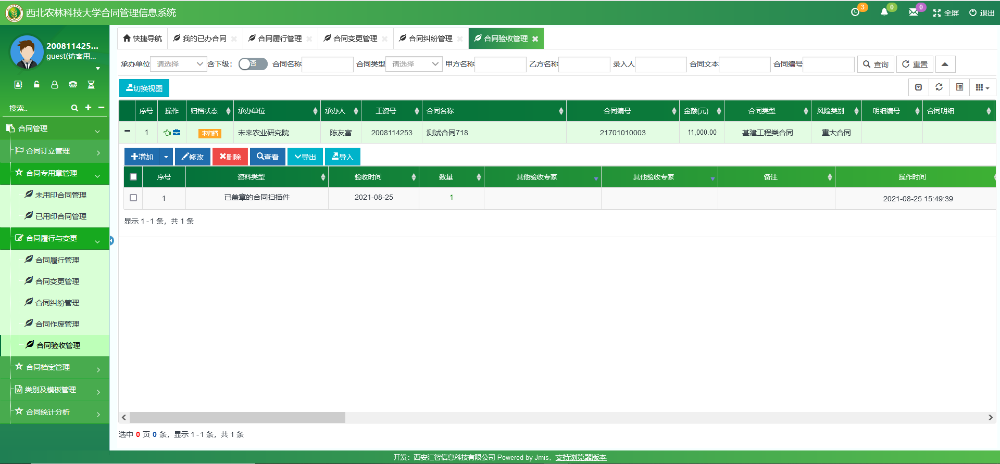 西北农林科技大学合同管理信息系统
3
0
0
全屏
退出
200811425...
guest(访客用...
搜索..
合同管理
合同订立管理
合同专用章管理
未用印合同管理
已用印合同管理
合同履行与变更
合同履行管理
合同变更管理
合同纠纷管理
合同作废管理
合同验收管理
合同档案管理
类别及模板管理
合同统计分析
快捷导航 我的已办合同 合同履行管理 合同变更管理 合同纠纷管理 合同验收管理
承办单位 请选择 含下级： 否 合同名称 合同类型 请选择 甲方名称 乙方名称 录入人 合同文本 合同编号 查询 重置
切换视图
序号 操作 归档状态 承办单位 承办人 工资号 合同名称 合同编号 金额(元) 合同类型 风险类别 明细编号 合同明细
1 未归档 未来农业研究院 陈友富 2008114253 测试合同718 21701010003 11,000.00 基建工程类合同 重大合同
增加 修改 删除 查看 导出 导入
序号 资料类型 验收时间 数量 其他验收专家 其他验收专家 备注 操作时间
1 已盖章的合同扫描件 2021-08-25 1 2021-08-25 15:49:39
显示 1 - 1 条，共 1 条
选中 0 页 0 条，显示 1 - 1 条，共 1 条
开发：西安汇智信息科技有限公司 Powered by Jmis，支持浏览器版本